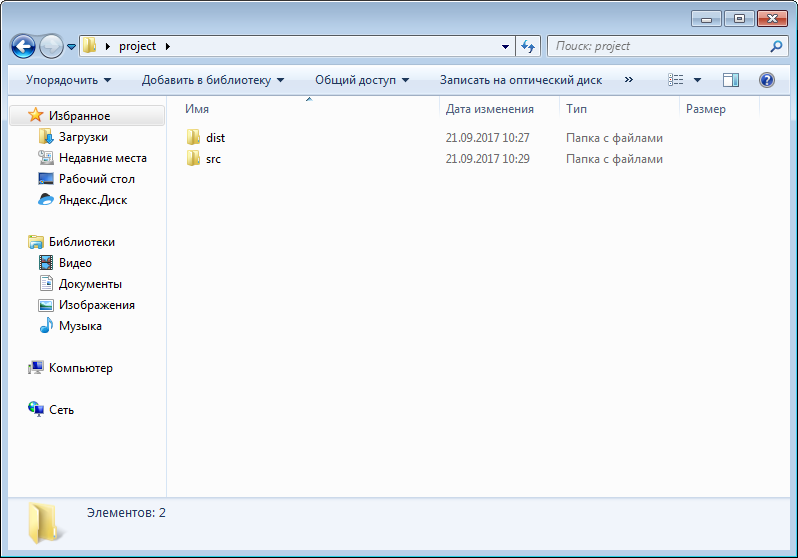 project
Поиск: project
Упорядочить
Добавить в библиотеку
Общий доступ
Записать на оптический диск
»
?
Имя
Дата изменения
Тип
Размер
dist
21.09.2017 10:27
Папка с файлами
src
21.09.2017 10:29
Папка с файлами
Избранное
Загрузки
Недавние места
Рабочий стол
Яндекс.Диск
Библиотеки
Видео
Документы
Изображения
Музыка
Компьютер
Сеть
Элементов: 2